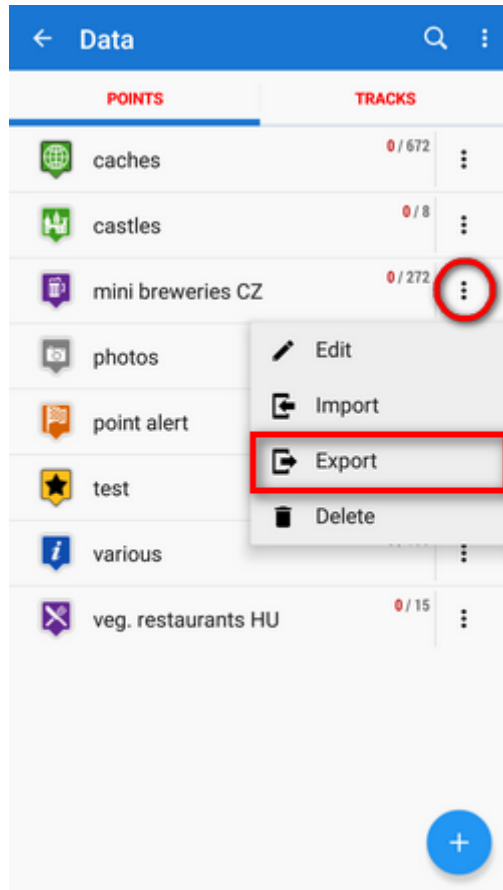 Data
POINTS
TRACKS
caches
0 / 672
castles
0 / 8
mini breweries CZ
0 / 272
photos
Edit
point alert
Import
Export
test
Delete
various
veg. restaurants HU
0 / 15